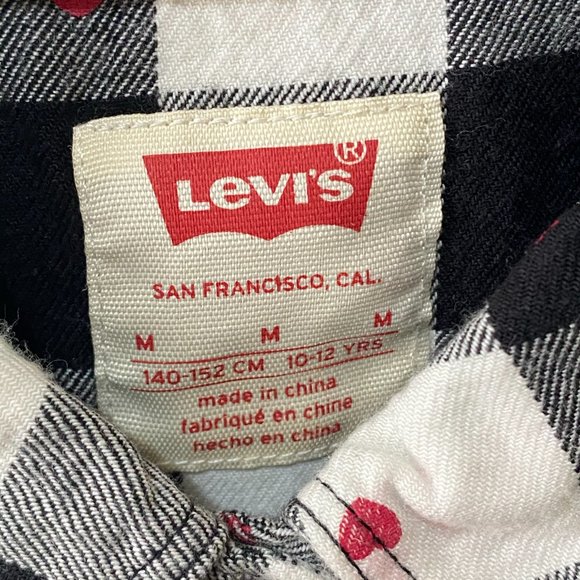 LEVI'S®
SAN FRANCISCO, CAL.
M M M
140-152 CM 10-12 YRS
made in china
fabriqué en chine
hecho en china